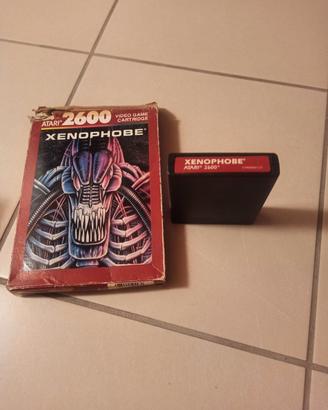 ATARI 2600 VIDEO GAME
CARTRIDGE
XENOPHOBE
XENOPHOBE
ATARI 2600